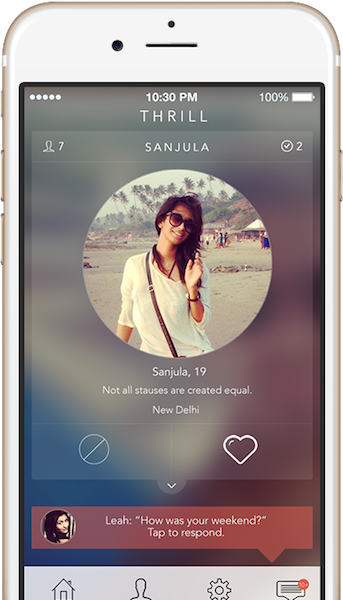 10:30 PM
100%
THRILL
7
SANJULA
2
Sanjula, 19
Not all stauses are created equal.
New Delhi
Leah: “How was your weekend?”
Tap to respond.